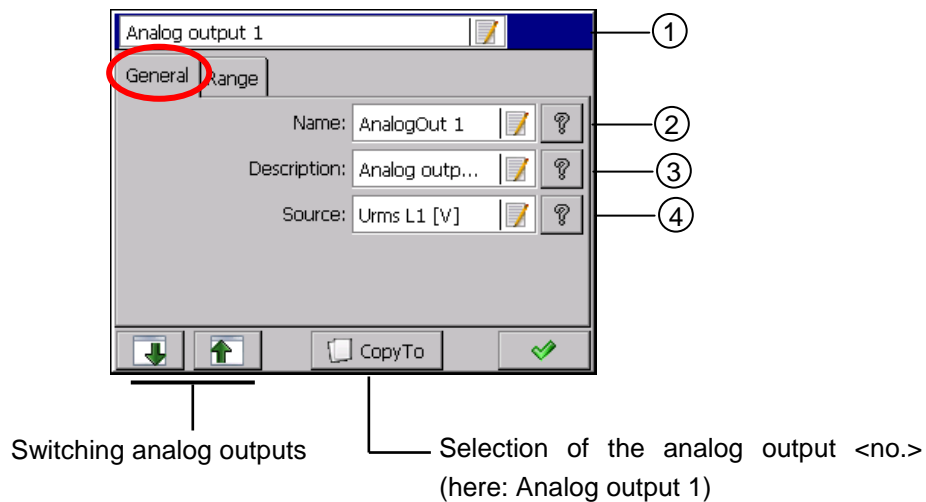 Analog output 1
①
General Range
Name: AnalogOut 1
②
Description: Analog outp...
③
Source: Urms L1 [V]
④
CopyTo
Switching analog outputs
Selection of the analog output <no.>
(here: Analog output 1)